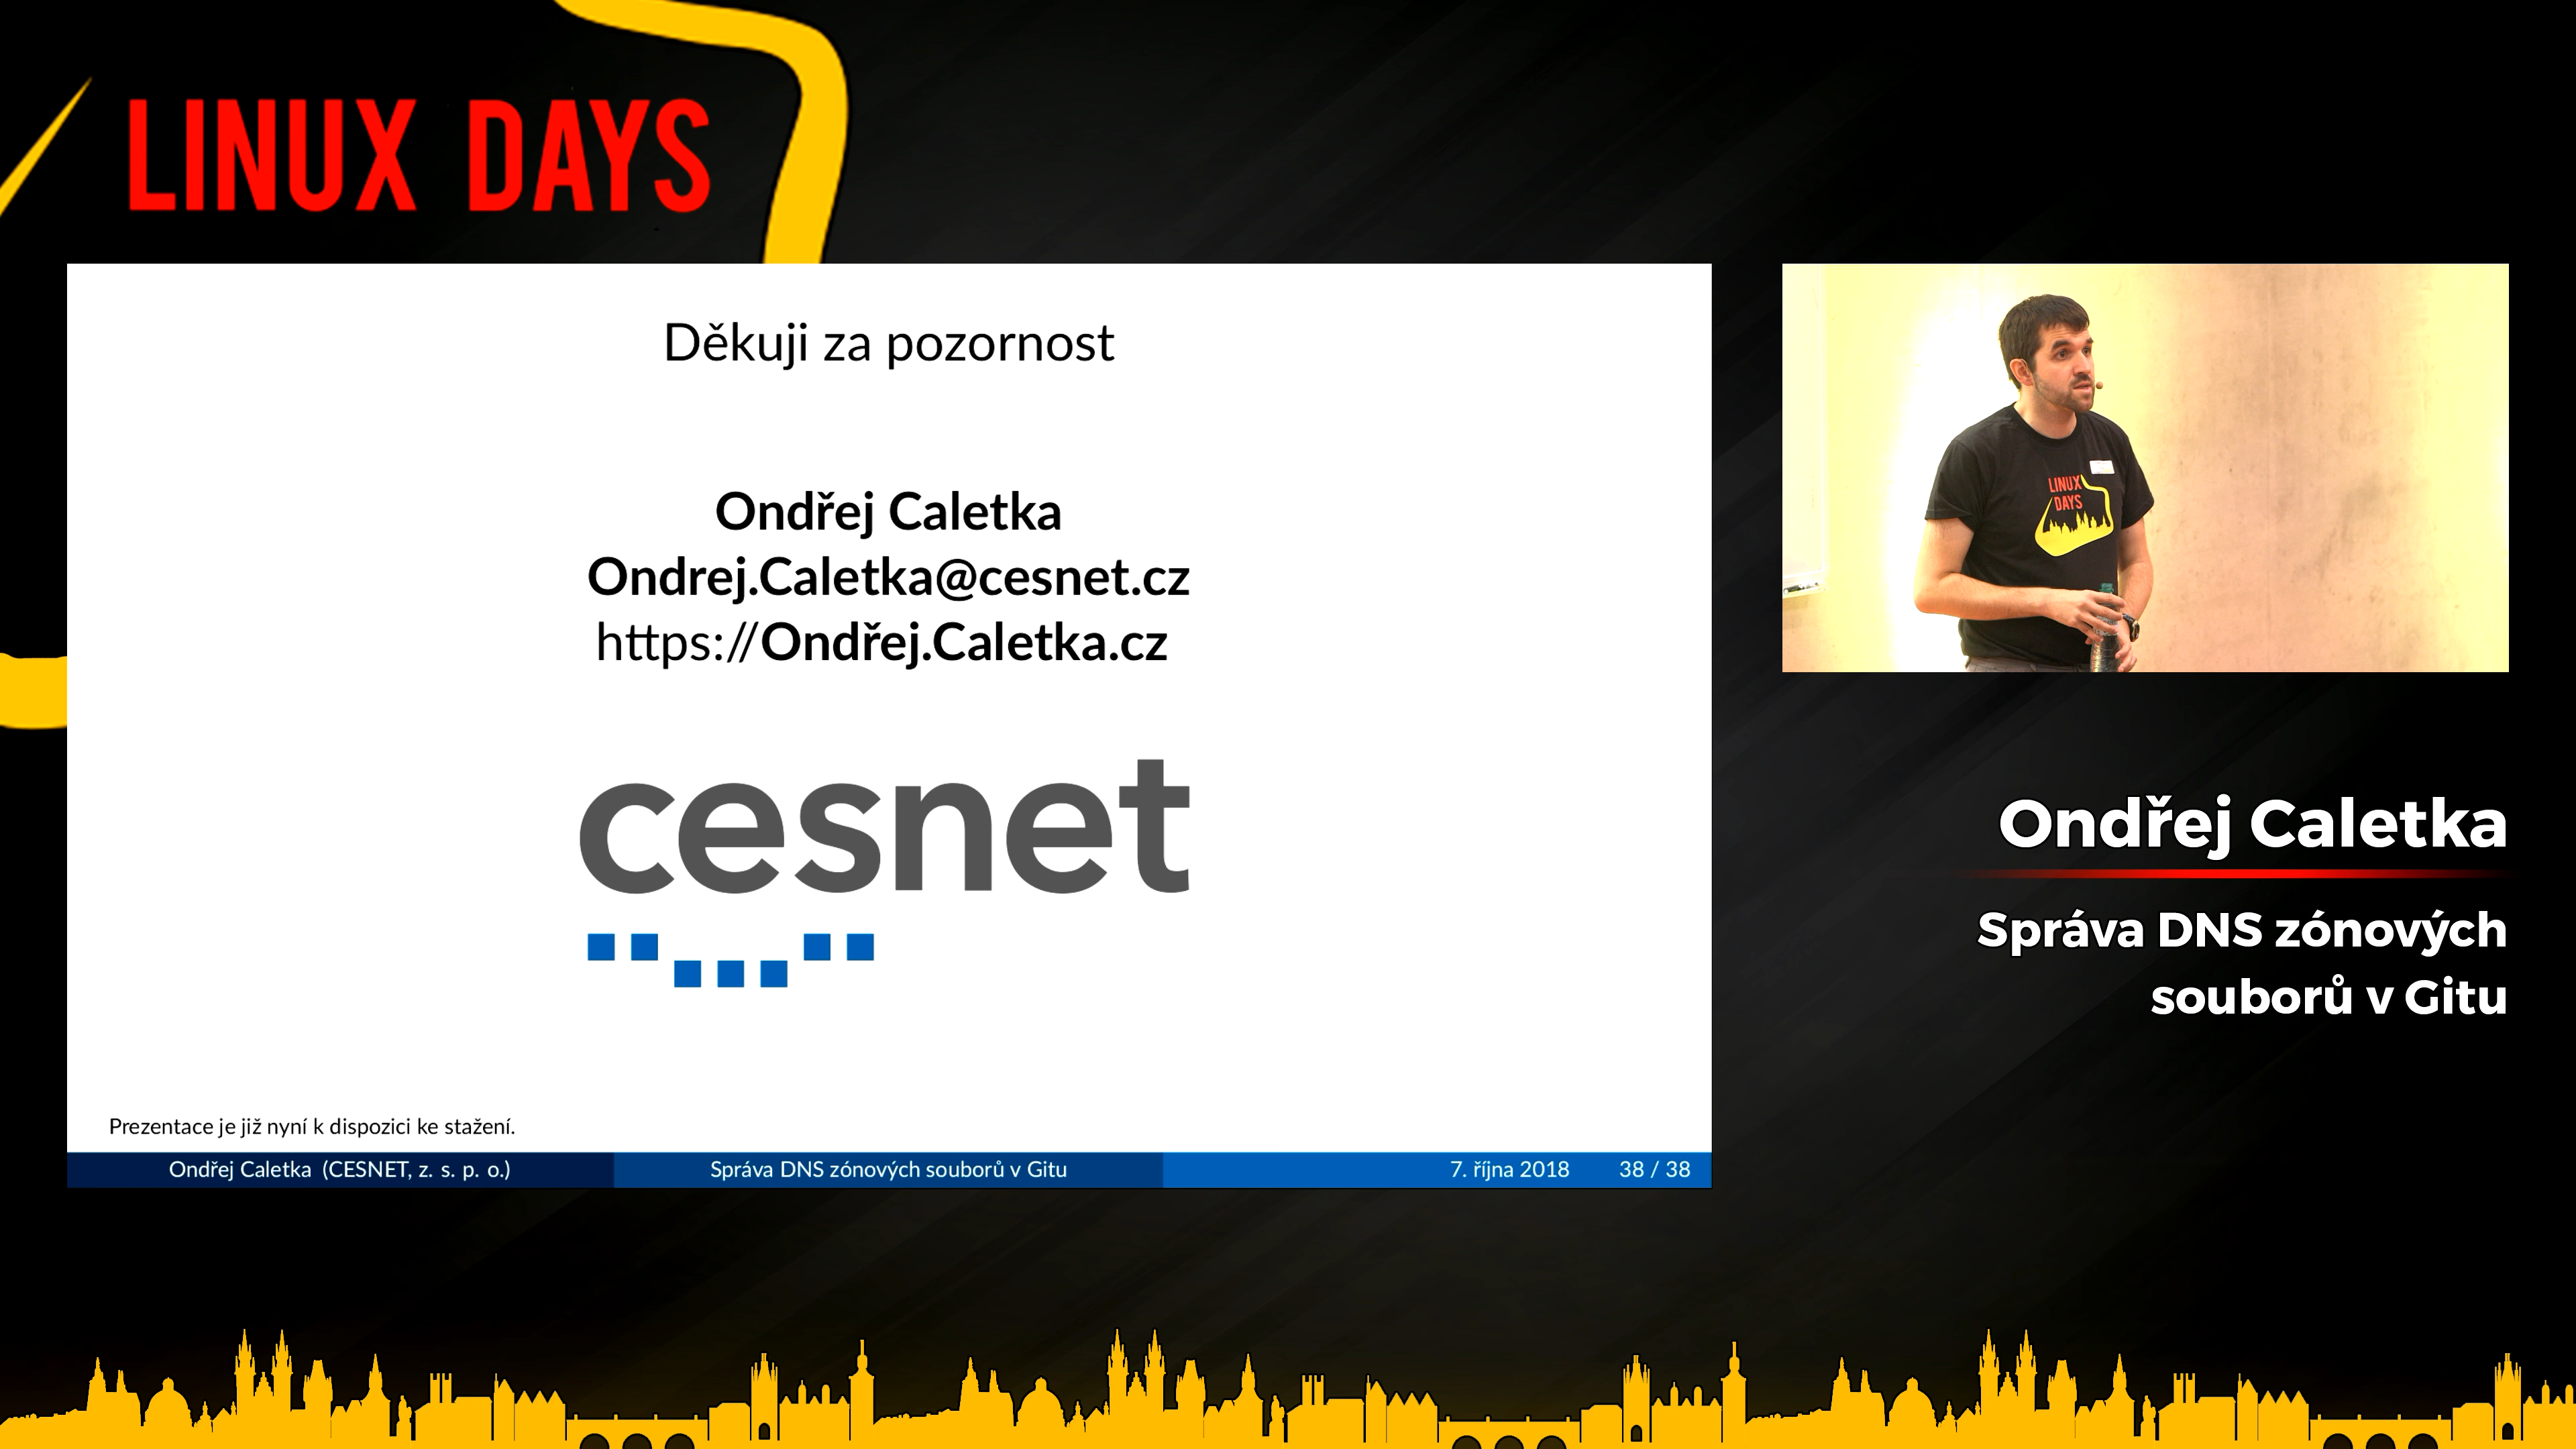 LINUX DAYS
Děkuji za pozornost
Ondřej Caletka
Ondrej.Caletka@cesnet.cz
https://Ondřej.Caletka.cz
cesnet
Prezentace je již nyní k dispozici ke stažení.
Ondřej Caletka (CESNET, z. s. p. o.)
Správa DNS zónových souborů v Gitu
7. října 2018
38 / 38
LINUX
DAYS
Ondřej Caletka
Správa DNS zónových
souborů v Gitu